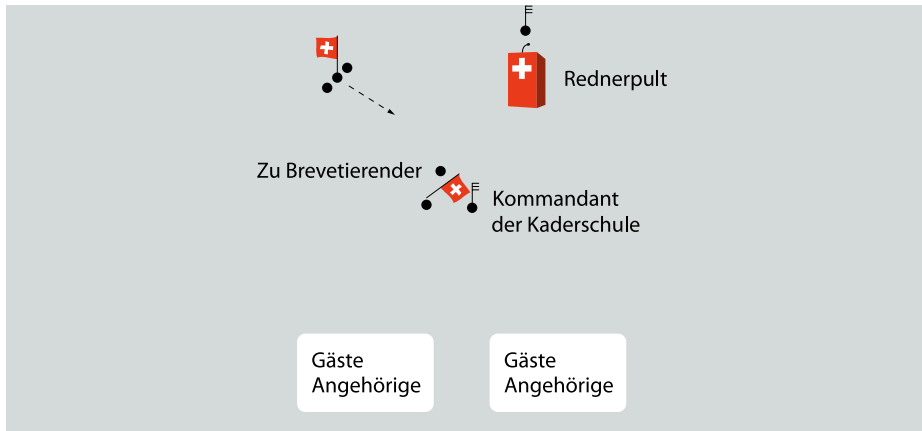 Rednerpult
Zu Brevetierender
Kommandant
der Kaderschule
Gäste
Angehörige
Gäste
Angehörige